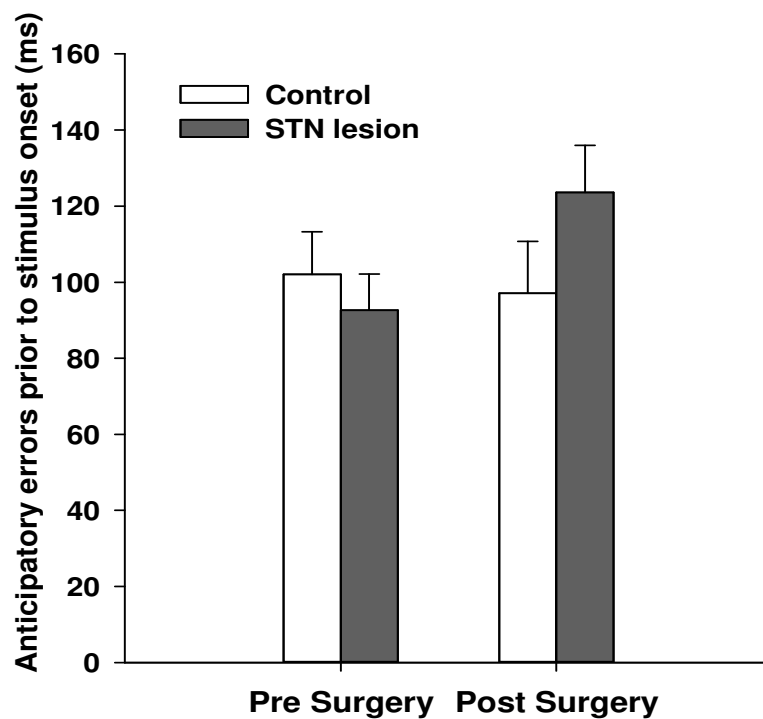 Anticipatory errors prior to stimulus onset (ms)
160
140
120
100
80
60
40
20
0
Control
STN lesion
Pre Surgery
Post Surgery